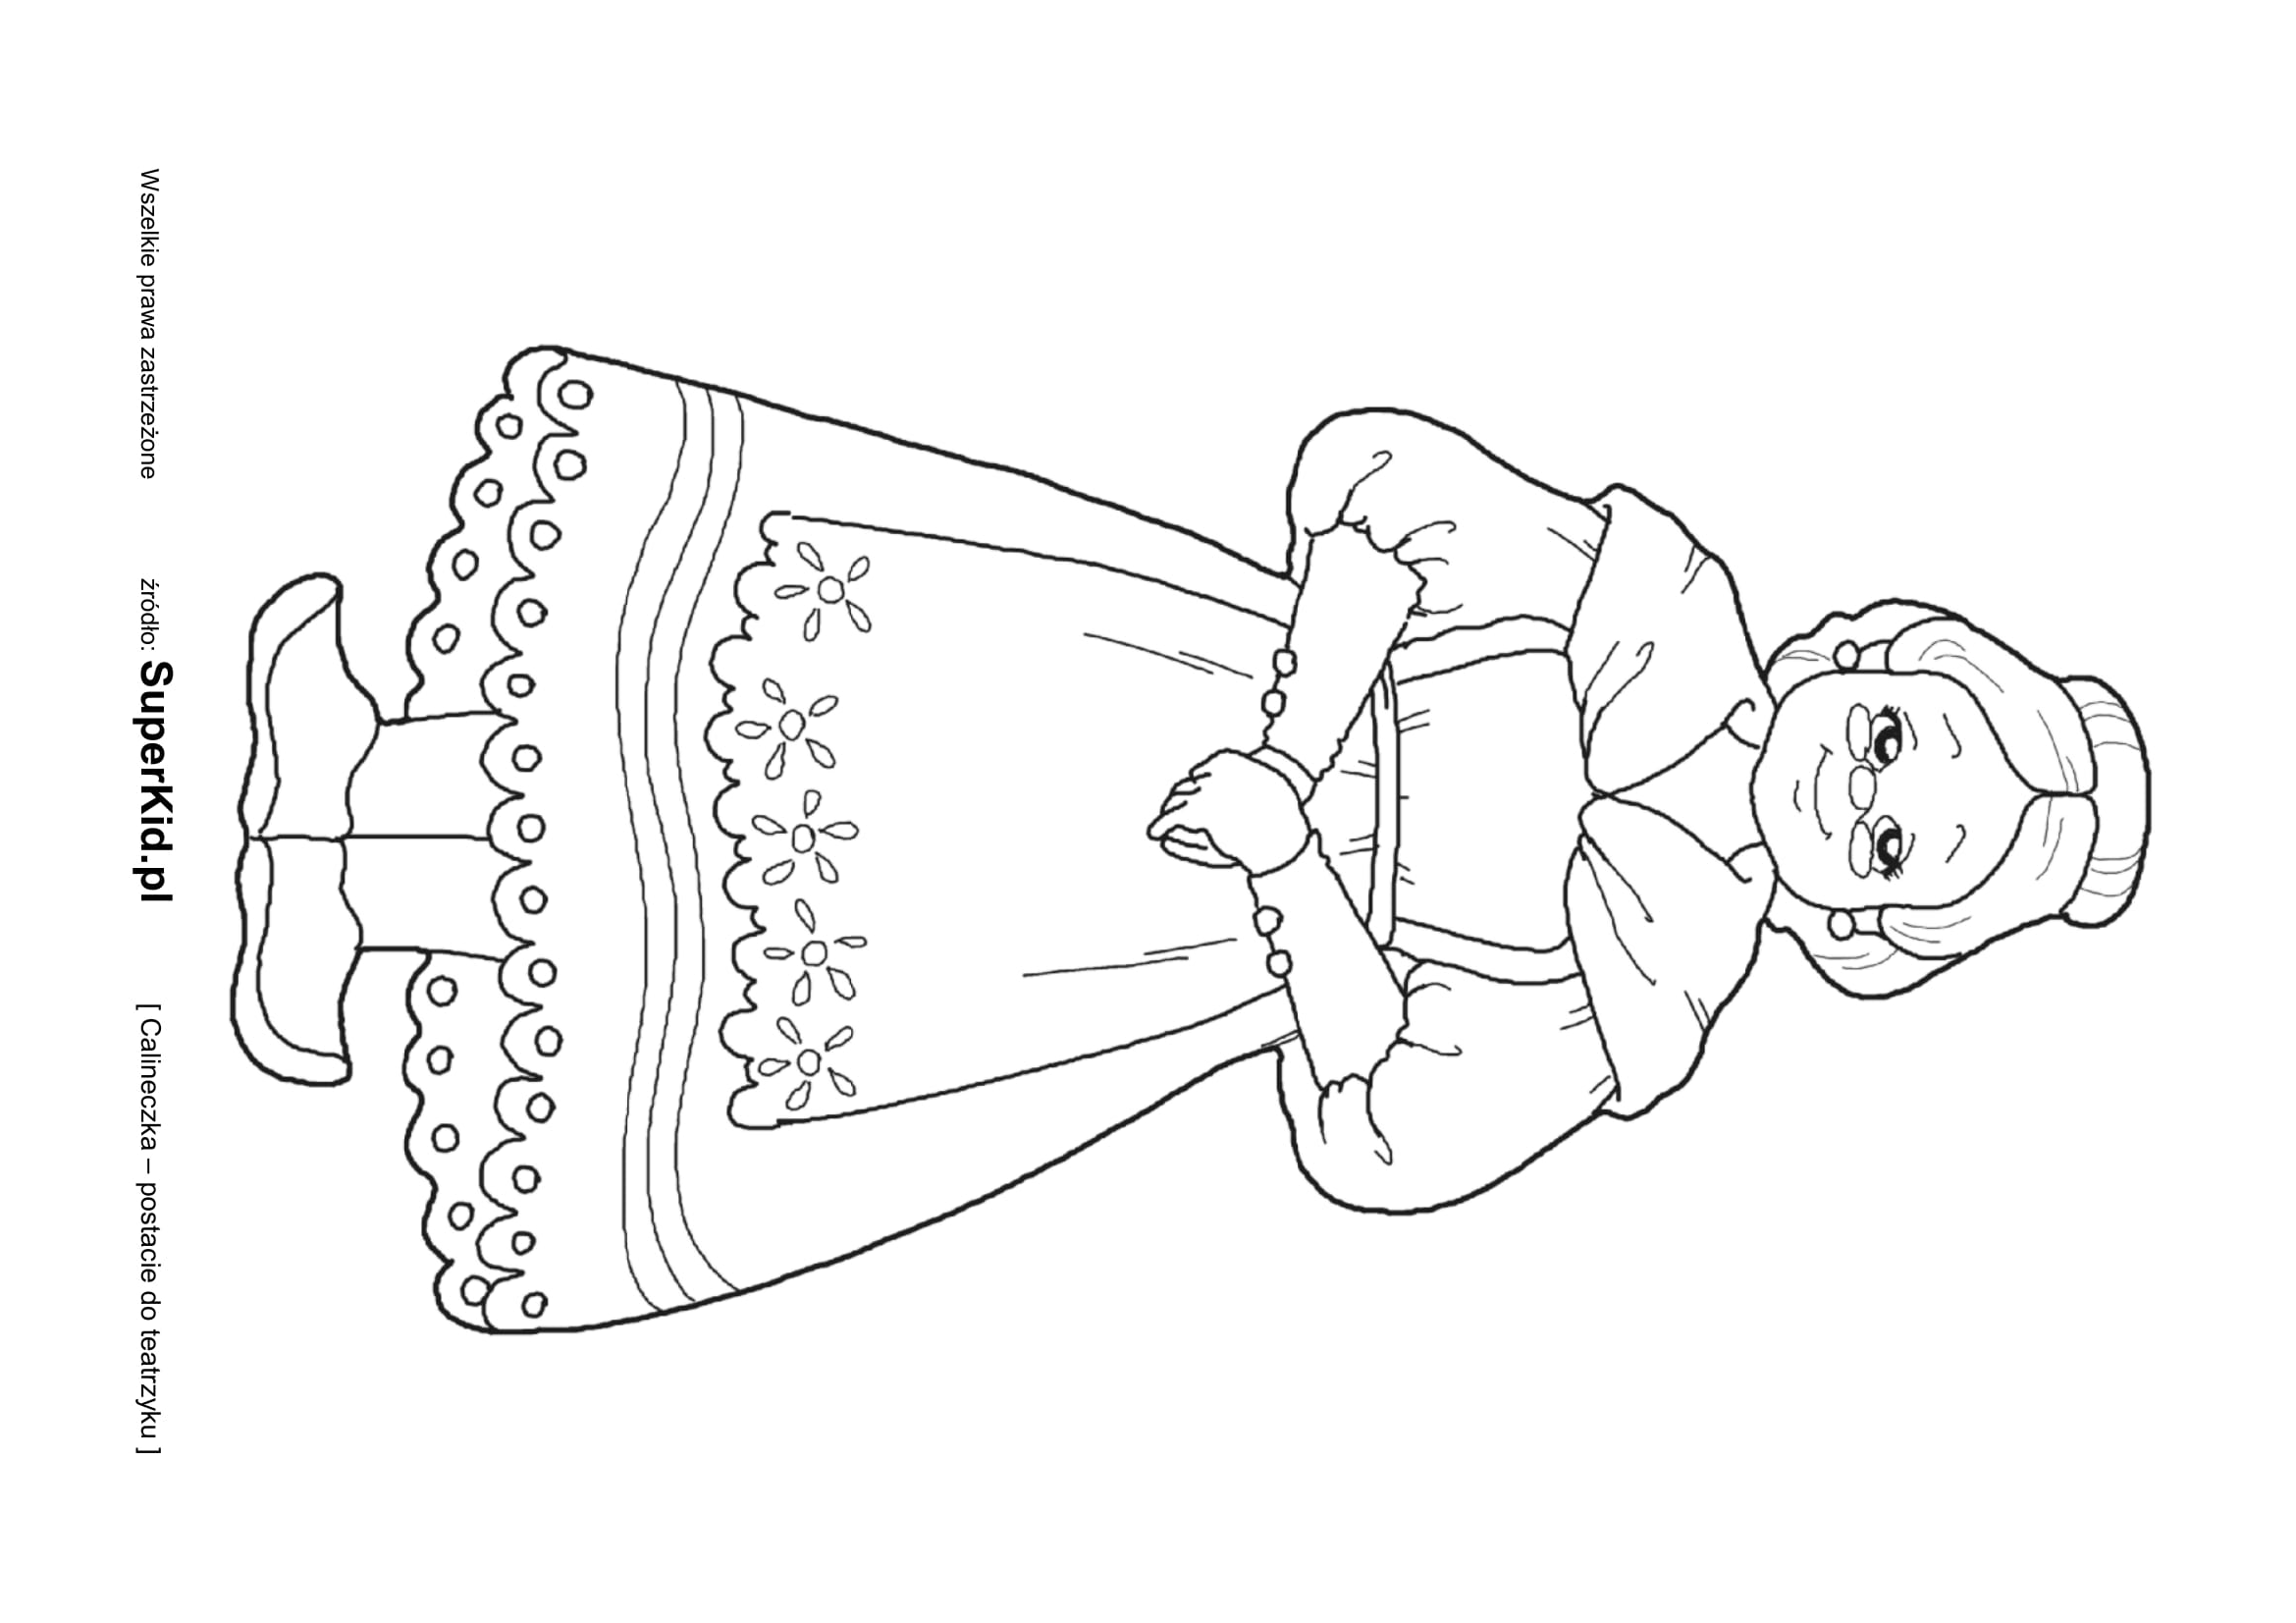 Wszelkie prawa zastrzeżone źródło: SuperKid.pl [ Calineczka – postacie do teatrzyku ]